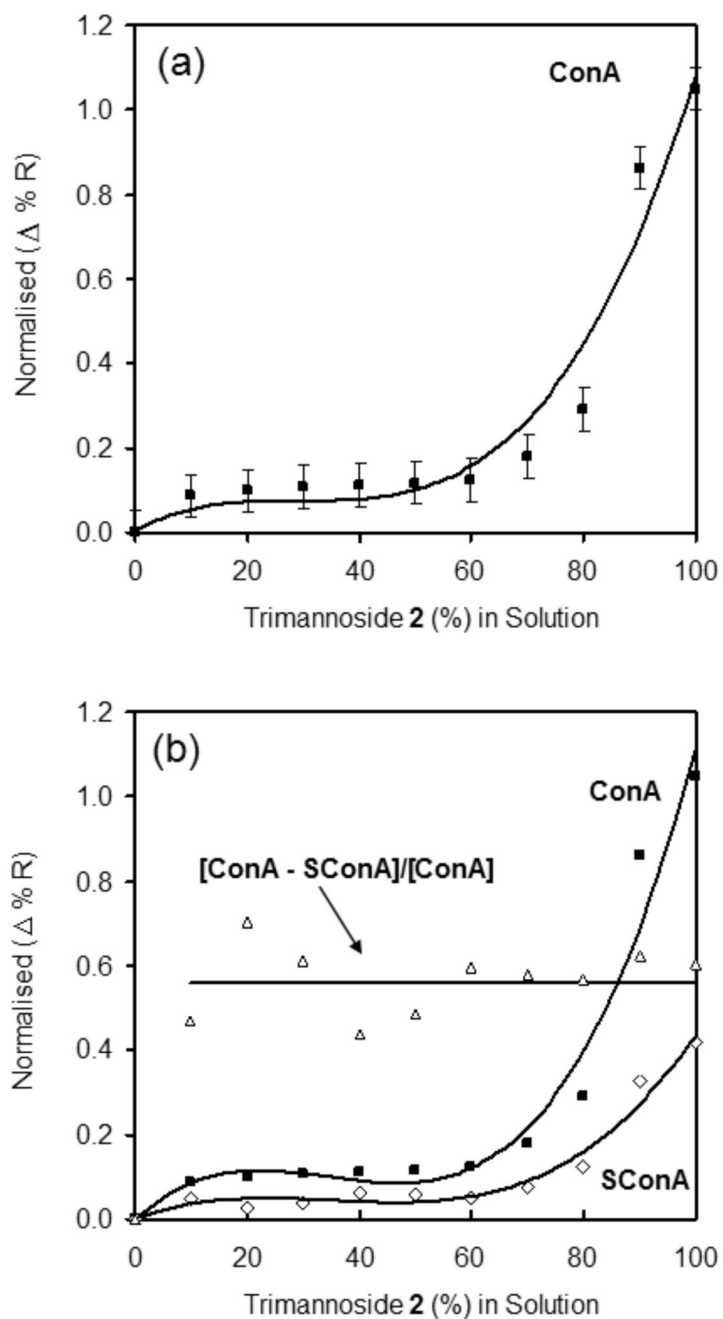 (a)
ConA
Normalised (Δ % R)
1.2
1.0
0.8
0.6
0.4
0.2
0.0
0 20 40 60 80 100
Trimannoside 2 (%) in Solution
(b)
ConA
[ConA - SConA]/[ConA]
SConA
Normalised (Δ % R)
1.2
1.0
0.8
0.6
0.4
0.2
0.0
0 20 40 60 80 100
Trimannoside 2 (%) in Solution